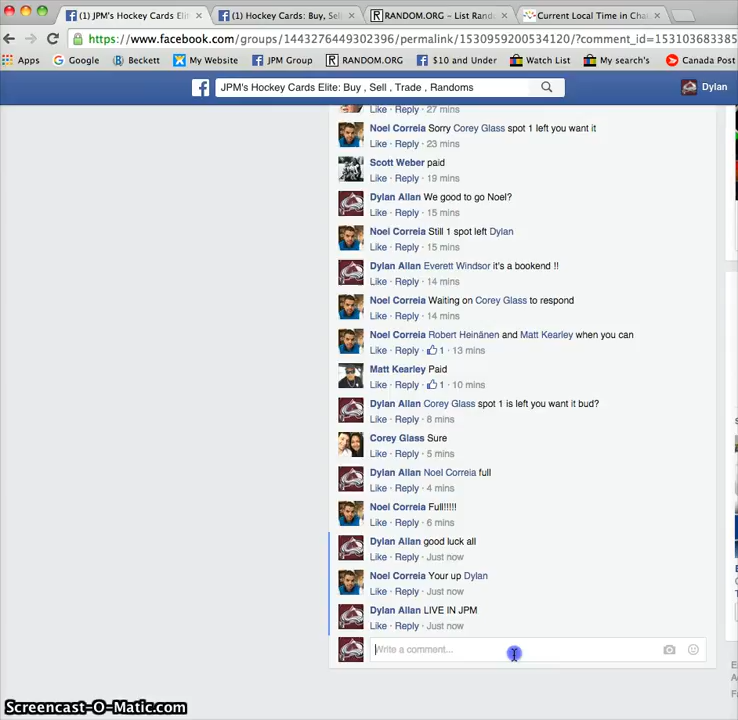 (1) JPM's Hockey Cards Elit
(1) Hockey Cards: Buy, Sel
RANDOM.ORG - List Rand
Current Local Time in Cha
https://www.facebook.com/groups/1443276449302396/permalink/1530959200534120/?comment_id=153103683385
Apps Google Beckett My Website JPM Group RANDOM.ORG $10 and Under Watch List My search's Canada Post
JPM's Hockey Cards Elite: Buy , Sell , Trade , Randoms
Dylan
Like · Reply · 27 mins
Noel Correia Sorry Corey Glass spot 1 left you want it
Like · Reply · 23 mins
Scott Weber paid
Like · Reply · 19 mins
Dylan Allan We good to go Noel?
Like · Reply · 15 mins
Noel Correia Still 1 spot left Dylan
Like · Reply · 15 mins
Dylan Allan Everett Windsor it's a bookend !!
Like · Reply · 14 mins
Noel Correia Waiting on Corey Glass to respond
Like · Reply · 14 mins
Noel Correia Robert Heinänen and Matt Kearley when you can
Like · Reply · 1 · 13 mins
Matt Kearley Paid
Like · Reply · 1 · 10 mins
Dylan Allan Corey Glass spot 1 is left you want it bud?
Like · Reply · 8 mins
Corey Glass Sure
Like · Reply · 5 mins
Dylan Allan Noel Correia full
Like · Reply · 4 mins
Noel Correia Full!!!!!
Like · Reply · 6 mins
Dylan Allan good luck all
Like · Reply · Just now
Noel Correia Your up Dylan
Like · Reply · Just now
Dylan Allan LIVE IN JPM
Like · Reply · Just now
Write a comment...
Screencast-O-Matic.com